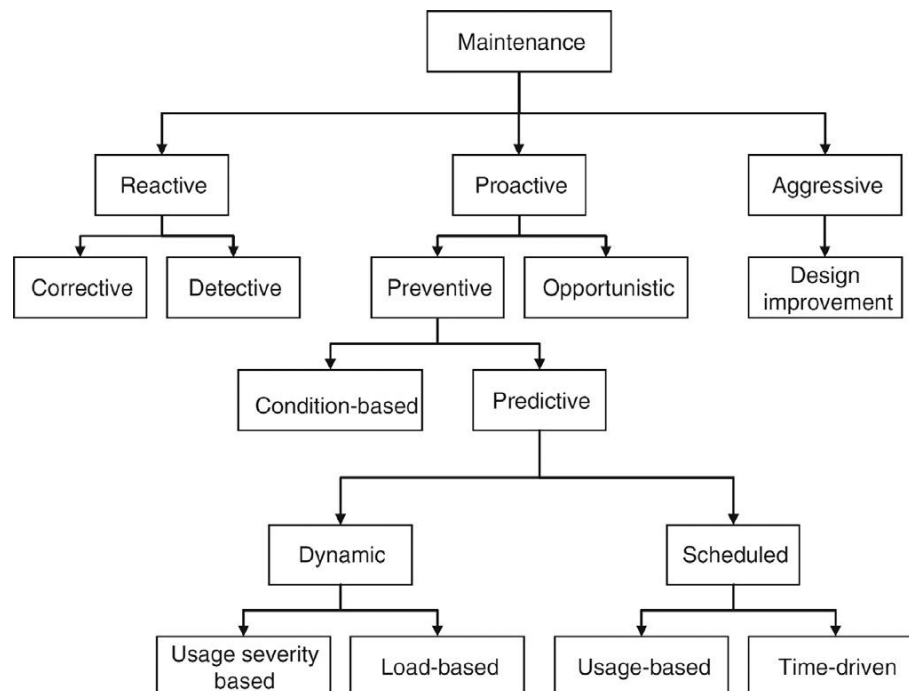 Maintenance
Reactive
Proactive
Aggressive
Corrective
Detective
Preventive
Opportunistic
Design
improvement
Condition-based
Predictive
Dynamic
Scheduled
Usage severity
based
Load-based
Usage-based
Time-driven